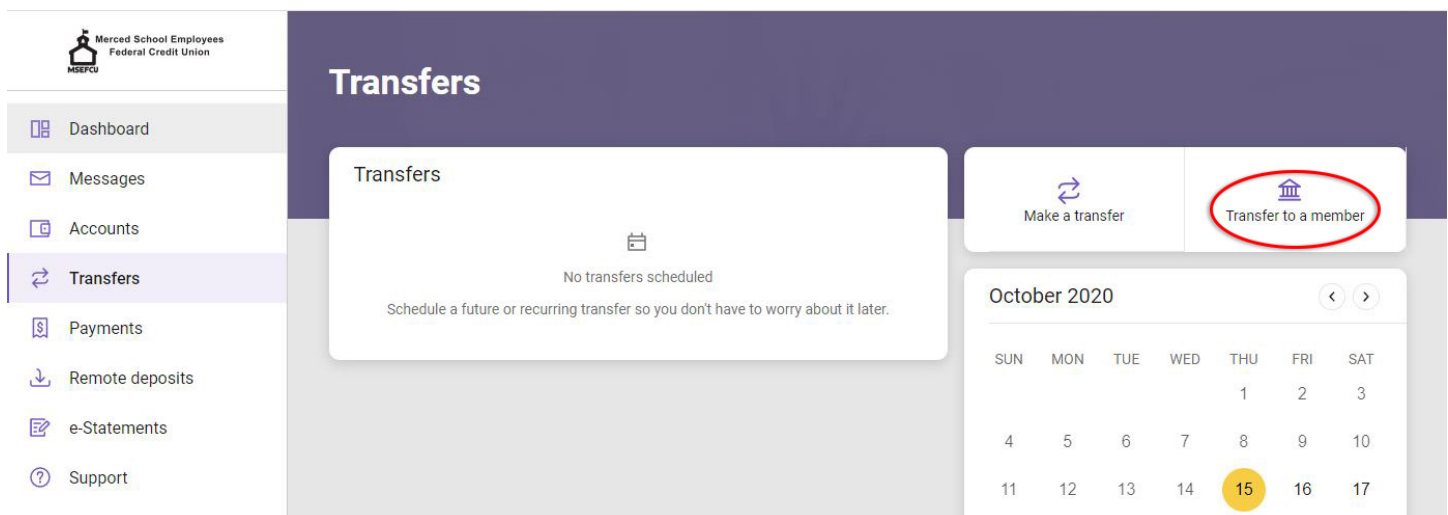 Merced School Employees
Federal Credit Union
MSEFCU
Dashboard
Messages
Accounts
Transfers
Payments
Remote deposits
e-Statements
Support
Transfers
Transfers
No transfers scheduled
Schedule a future or recurring transfer so you don't have to worry about it later.
Make a transfer
Transfer to a member
October 2020
SUN MON TUE WED THU FRI SAT
1 2 3
4 5 6 7 8 9 10
11 12 13 14 15 16 17